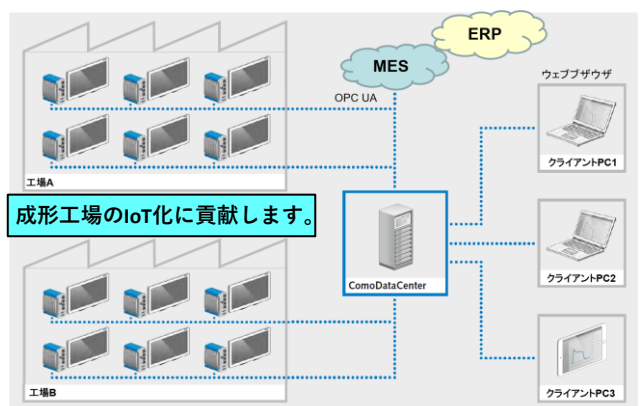 ERP
MES
OPC UA
ウェブブザウザ
クライアントPC1
工場A
成形工場のIoT化に貢献します。
ComoDataCenter
クライアントPC2
工場B
クライアントPC3